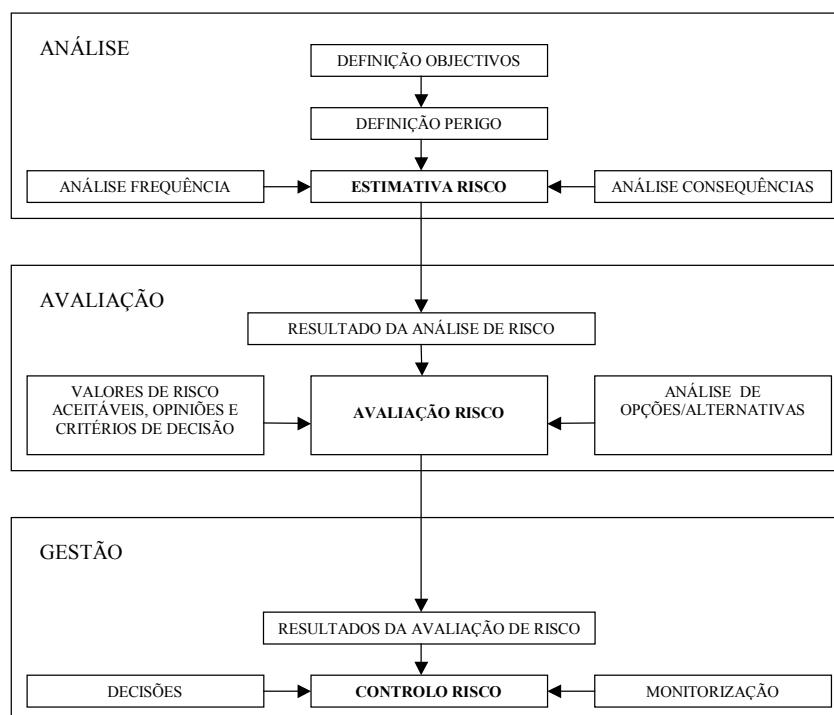 ANÁLISE
DEFINIÇÃO OBJECTIVOS
DEFINIÇÃO PERIGO
ANÁLISE FREQUÊNCIA
ESTIMATIVA RISCO
ANÁLISE CONSEQUÊNCIAS
AVALIAÇÃO
RESULTADO DA ANÁLISE DE RISCO
VALORES DE RISCO
ACEITÁVEIS, OPINIÕES E
CRITÉRIOS DE DECISÃO
AVALIAÇÃO RISCO
ANÁLISE DE
OPÇÕES/ALTERNATIVAS
GESTÃO
RESULTADOS DA AVALIAÇÃO DE RISCO
DECISÕES
CONTROLO RISCO
MONITORIZAÇÃO